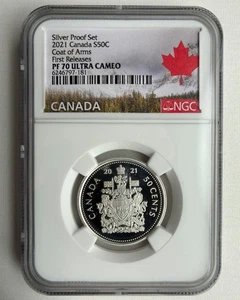 Silver Proof Set
2021 Canada S50C
Coat of Arms
First Releases
PF 70 ULTRA CAMEO
6246797-181
CANADA
NGC
20 21
CANADA
50 CENTS